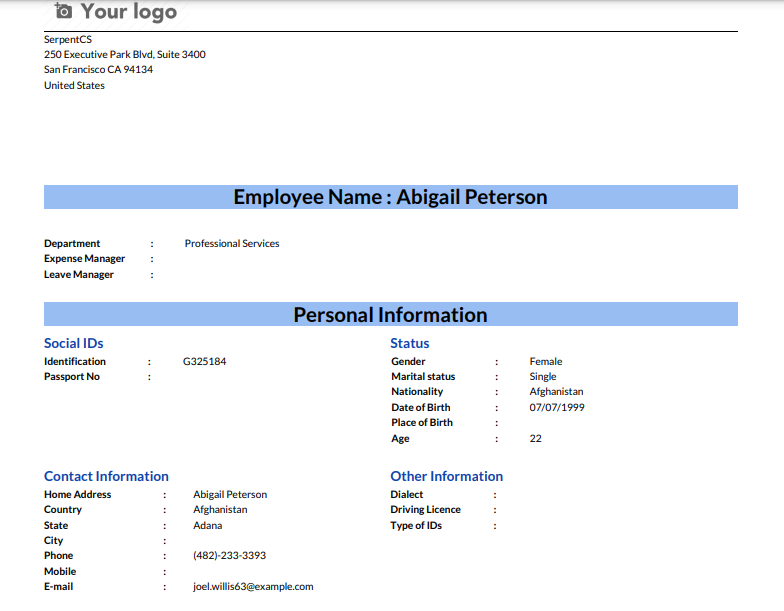 Your logo
SerpentCS
250 Executive Park Blvd, Suite 3400
San Francisco CA 94134
United States
Employee Name : Abigail Peterson
Department : Professional Services
Expense Manager :
Leave Manager :
Personal Information
Social IDs
Identification : G325184
Passport No :
Status
Gender : Female
Marital status : Single
Nationality : Afghanistan
Date of Birth : 07/07/1999
Place of Birth :
Age : 22
Contact Information
Home Address : Abigail Peterson
Country : Afghanistan
State : Adana
City :
Phone : (482)-233-3393
Mobile :
E-mail : joel.willis63@example.com
Other Information
Dialect :
Driving Licence :
Type of IDs :